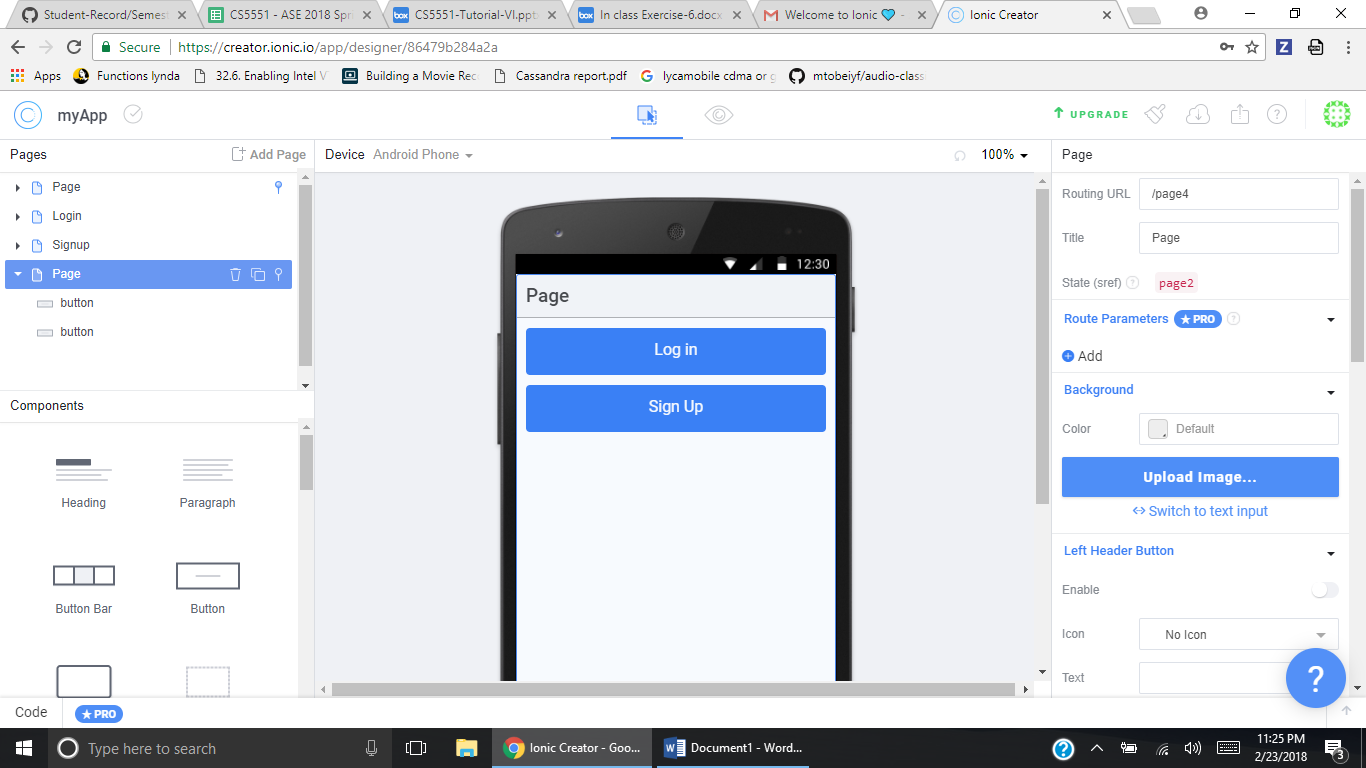 Student-Record/Semes
CS5551 - ASE 2018 Spri
CS5551-Tutorial-VI.ppt
In class Exercise-6.docx
Welcome to Ionic 💙 -
Ionic Creator
Secure
https://creator.ionic.io/app/designer/86479b284a2a
Apps
Functions lynda
32.6. Enabling Intel V
Building a Movie Rec
Cassandra report.pdf
lycamobile cdma or g
mtobeiyf/audio-class
myApp
UPGRADE
Pages
Add Page
Device Android Phone
100%
Page
Page
Login
Signup
Page
button
button
Components
Heading
Paragraph
Button Bar
Button
12:30
Page
Log in
Sign Up
Routing URL
/page4
Title
Page
State (sref)
page2
Route Parameters
PRO
Add
Background
Color
Default
Upload Image...
Switch to text input
Left Header Button
Enable
Icon
No Icon
Text
?
Code
PRO
Type here to search
Ionic Creator - Goo...
Document1 - Word...
11:25 PM
2/23/2018
3